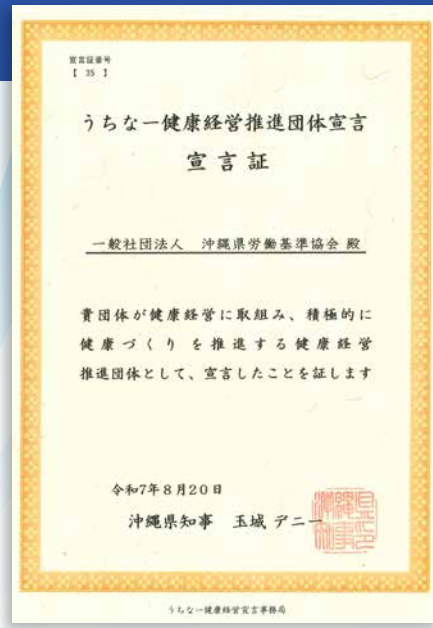 宣言証番号
【 35 】
うちなー健康経営推進団体宣言
宣言証
一般社団法人 沖縄県労働基準協会 殿
貴団体が健康経営に取組み、積極的に
健康づくりを推進する健康経営
推進団体として、宣言したことを証します
令和7年8月20日
沖縄県知事 玉城 デニー
うちなー健康経営宣言事務局